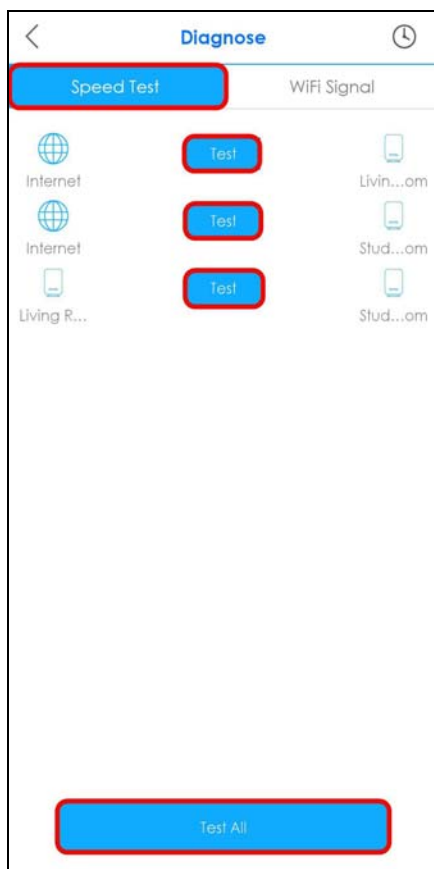 Diagnose
Speed Test WiFi Signal
Test
Internet Livin...om
Test
Internet Stud...om
Test
Living R... Stud...om
Test All